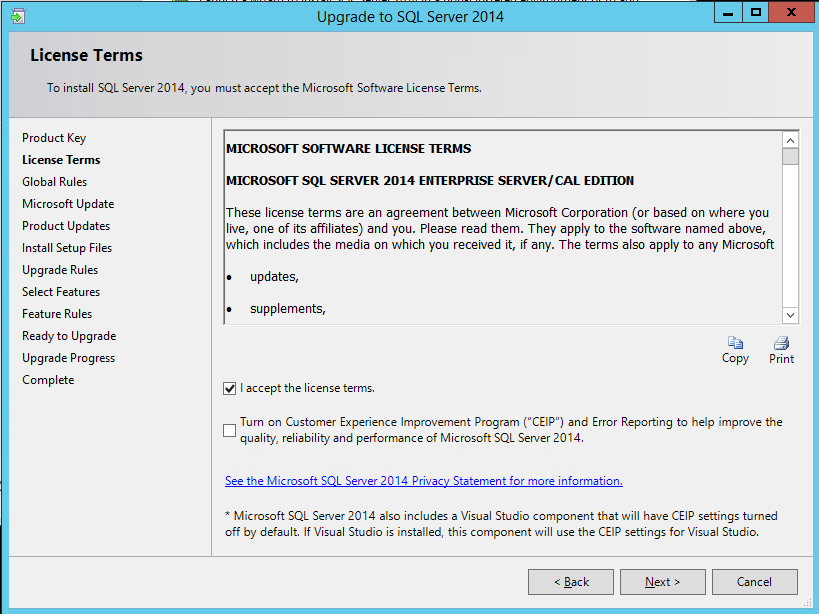 Upgrade to SQL Server 2014
License Terms
To install SQL Server 2014, you must accept the Microsoft Software License Terms.
Product Key
License Terms
Global Rules
Microsoft Update
Product Updates
Install Setup Files
Upgrade Rules
Select Features
Feature Rules
Ready to Upgrade
Upgrade Progress
Complete
MICROSOFT SOFTWARE LICENSE TERMS
MICROSOFT SQL SERVER 2014 ENTERPRISE SERVER/CAL EDITION
These license terms are an agreement between Microsoft Corporation (or based on where you
live, one of its affiliates) and you. Please read them. They apply to the software named above,
which includes the media on which you received it, if any. The terms also apply to any Microsoft
• updates,
• supplements,
Copy
Print
I accept the license terms.
Turn on Customer Experience Improvement Program ("CEIP") and Error Reporting to help improve the
quality, reliability and performance of Microsoft SQL Server 2014.
See the Microsoft SQL Server 2014 Privacy Statement for more information.
* Microsoft SQL Server 2014 also includes a Visual Studio component that will have CEIP settings turned
off by default. If Visual Studio is installed, this component will use the CEIP settings for Visual Studio.
< Back
Next >
Cancel